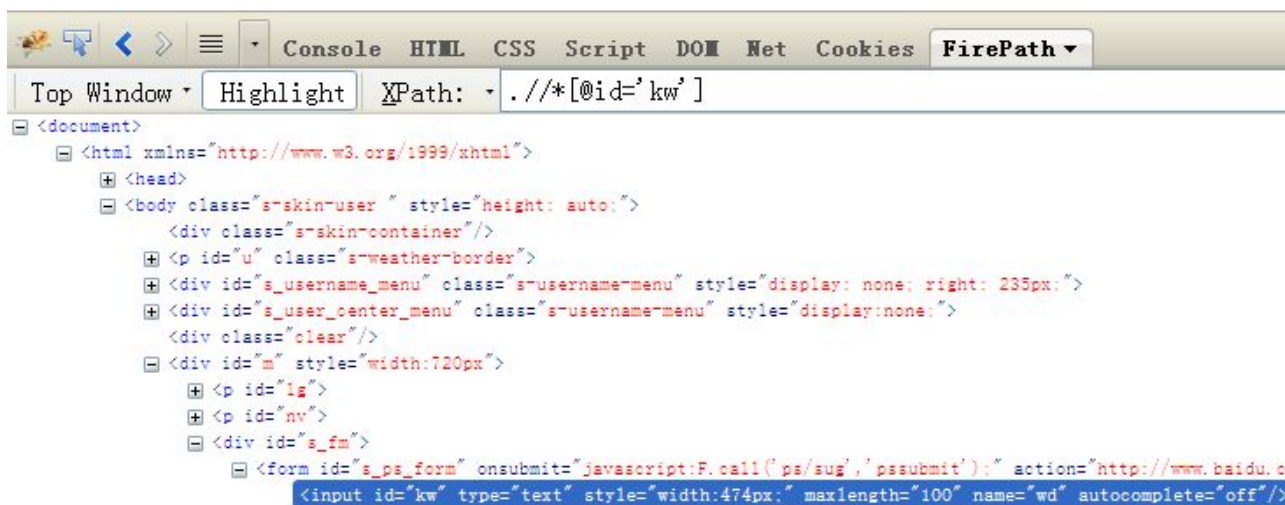 Console HTML CSS Script DOM Net Cookies FirePath
Top Window Highlight XPath: .//*[@id='kw']
<document>
<html xmlns="http://www.w3.org/1999/xhtml">
<head>
<body class="s-skin-user " style="height: auto;">
<div class="s-skin-container"/>
<p id="u" class="s-weather-border">
<div id="s_username_menu" class="s-username-menu" style="display: none; right: 235px;">
<div id="s_user_center_menu" class="s-username-menu" style="display:none;">
<div class="clear"/>
<div id="m" style="width:720px">
<p id="lg">
<p id="nv">
<div id="s_fm">
<form id="s_ps_form" onsubmit="javascript:F.call('ps/sug','pssubmit');" action="http://www.baidu.c
<input id="kw" type="text" style="width:474px;" maxlength="100" name="wd" autocomplete="off"/>